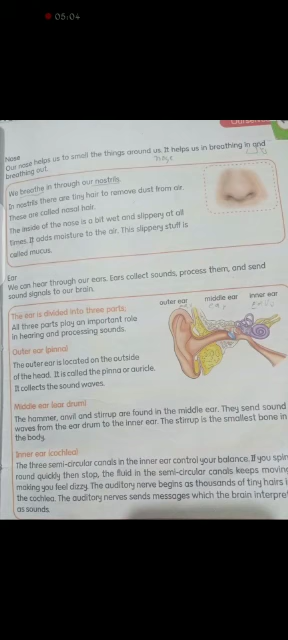 05:04
Ourselves
Nose
Our nose helps us to smell the things around us. It helps us in breathing in and
breathing out.
We breathe in through our nostrils.
In nostrils there are tiny hair to remove dust from air.
These are called nasal hair.
The inside of the nose is a bit wet and slippery at all
times. It adds moisture to the air. This slippery stuff is
called mucus.
Ear
We can hear through our ears. Ears collect sounds, process them, and send
sound signals to our brain.
outer ear middle ear inner ear
The ear is divided into three parts;
All three parts play an important role
in hearing and processing sounds.
Outer ear (pinna)
The outer ear is located on the outside
of the head. It is called the pinna or auricle.
It collects the sound waves.
Middle ear (ear drum)
The hammer, anvil and stirrup are found in the middle ear. They send sound
waves from the ear drum to the inner ear. The stirrup is the smallest bone in
the body.
Inner ear (cochlea)
The three semi-circular canals in the inner ear control your balance. If you spin
round quickly then stop, the fluid in the semi-circular canals keeps moving
making you feel dizzy. The auditory nerve begins as thousands of tiny hairs i
the cochlea. The auditory nerves sends messages which the brain interpre
as sounds.